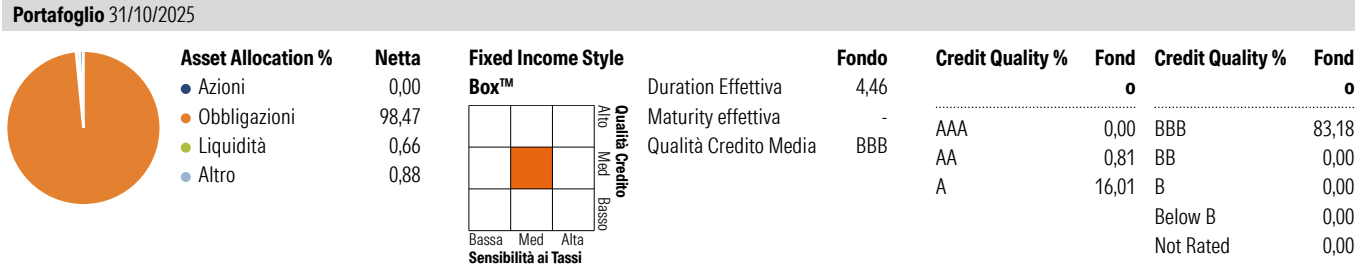 Portafoglio 31/10/2025
Asset Allocation % Netta
Azioni 0,00
Obbligazioni 98,47
Liquidità 0,66
Altro 0,88
Fixed Income Style
Box™
Alto Med Basso
Qualità Credito
Bassa Med Alta
Sensibilità ai Tassi
Fondo
Duration Effettiva 4,46
Maturity effettiva -
Qualità Credito Media BBB
Credit Quality % Fond
o
AAA 0,00
AA 0,81
A 16,01
Credit Quality % Fond
o
BBB 83,18
BB 0,00
B 0,00
Below B 0,00
Not Rated 0,00